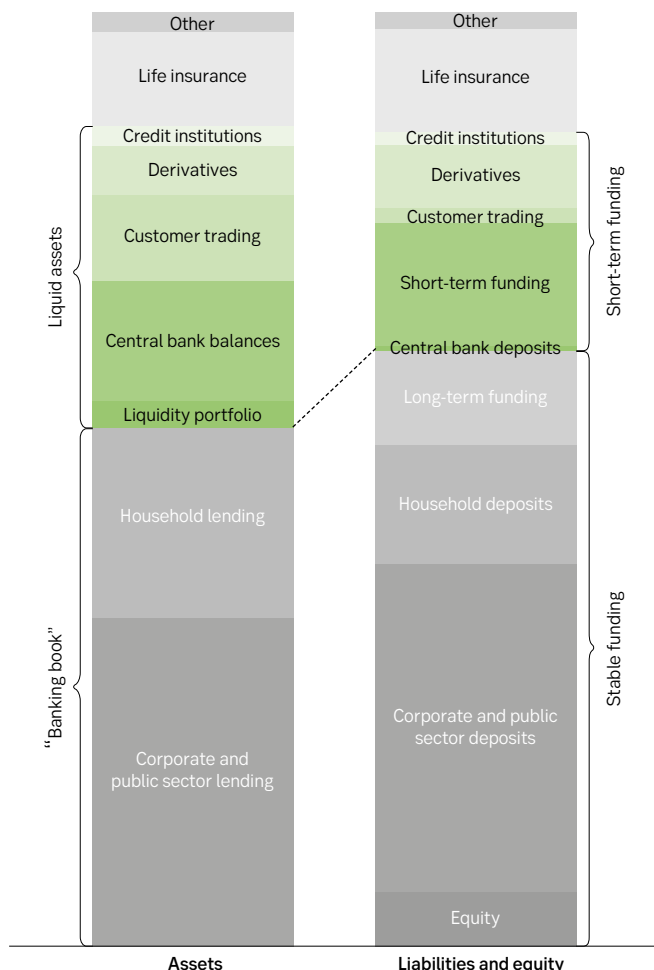 Other
Life insurance
Credit institutions
Derivatives
Customer trading
Central bank balances
Liquidity portfolio
Household lending
Corporate and
public sector lending
Liquid assets
“Banking book”
Assets
Other
Life insurance
Credit institutions
Derivatives
Customer trading
Short-term funding
Central bank deposits
Long-term funding
Household deposits
Corporate and public
sector deposits
Equity
Short-term funding
Stable funding
Liabilities and equity